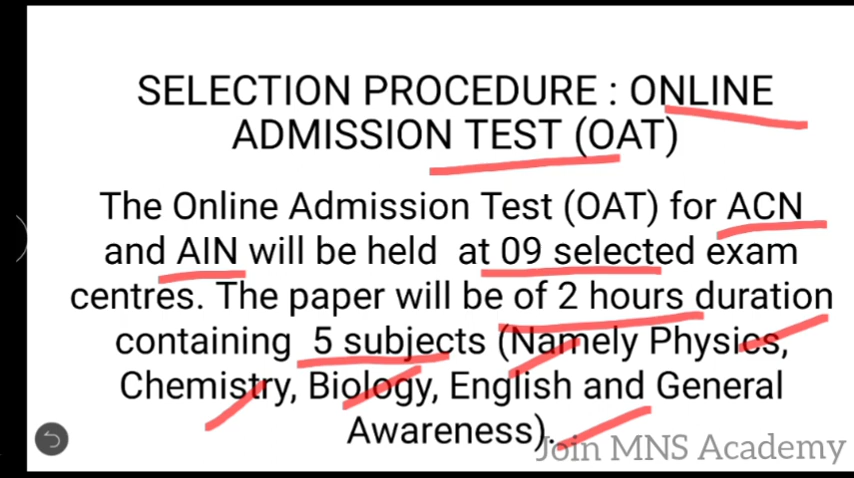 SELECTION PROCEDURE : ONLINE
ADMISSION TEST (OAT)
The Online Admission Test (OAT) for ACN
and AIN will be held at 09 selected exam
centres. The paper will be of 2 hours duration
containing 5 subjects (Namely Physics,
Chemistry, Biology, English and General
Awareness).
Join MNS Academy